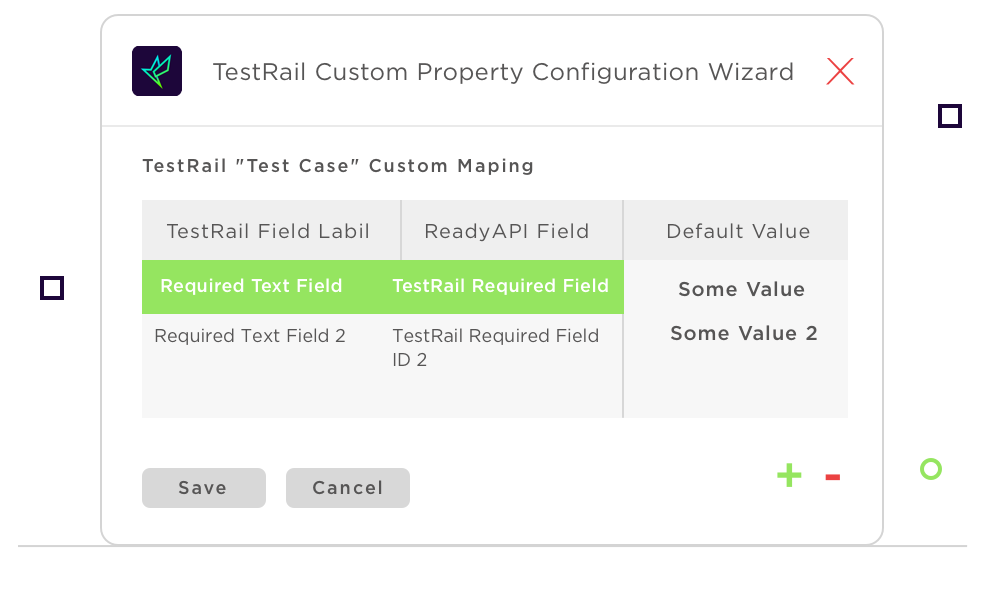 TestRail Custom Property Configuration Wizard
TestRail "Test Case" Custom Maping
TestRail Field Labil ReadyAPI Field Default Value
Required Text Field TestRail Required Field Some Value
Required Text Field 2 TestRail Required Field Some Value 2
ID 2
Save Cancel + -